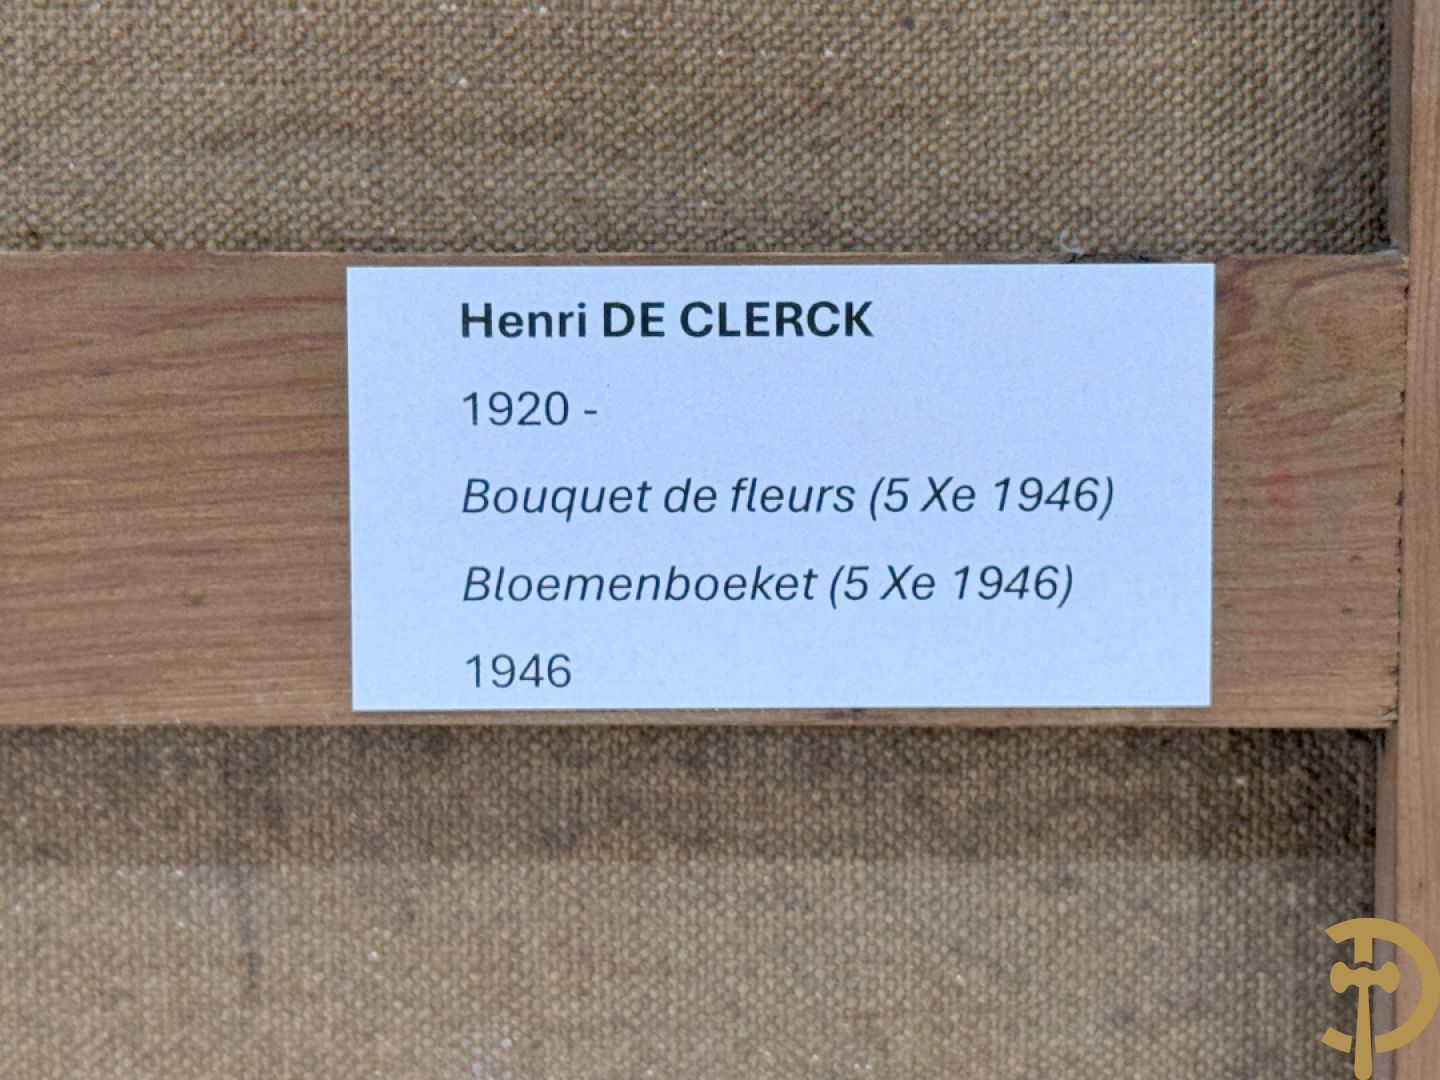 Henri DE CLERCK
1920 -
Bouquet de fleurs (5 Xe 1946)
Bloemenboeket (5 Xe 1946)
1946